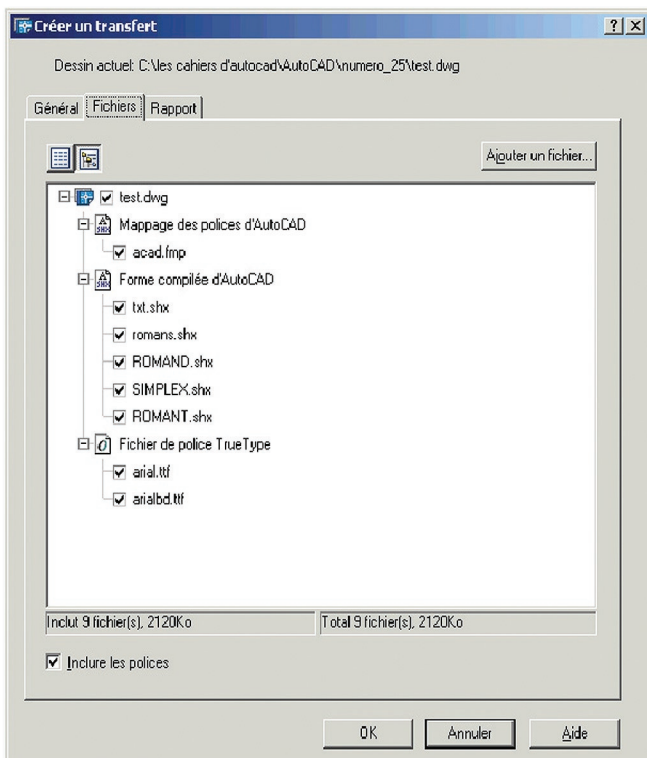 Créer un transfert
Dessin actuel: C:\les cahiers d'autocad\AutoCAD\numero_25\test.dwg
Général Fichiers Rapport
Ajouter un fichier...
test.dwg
Mappage des polices d'AutoCAD
acad.fmp
Forme compilée d'AutoCAD
txt.shx
romans.shx
ROMAND.shx
SIMPLEX.shx
ROMANT.shx
Fichier de police TrueType
arial.ttf
arialbd.ttf
Inclut 9 fichier(s), 2120Ko Total 9 fichier(s), 2120Ko
Inclure les polices
OK Annuler Aide